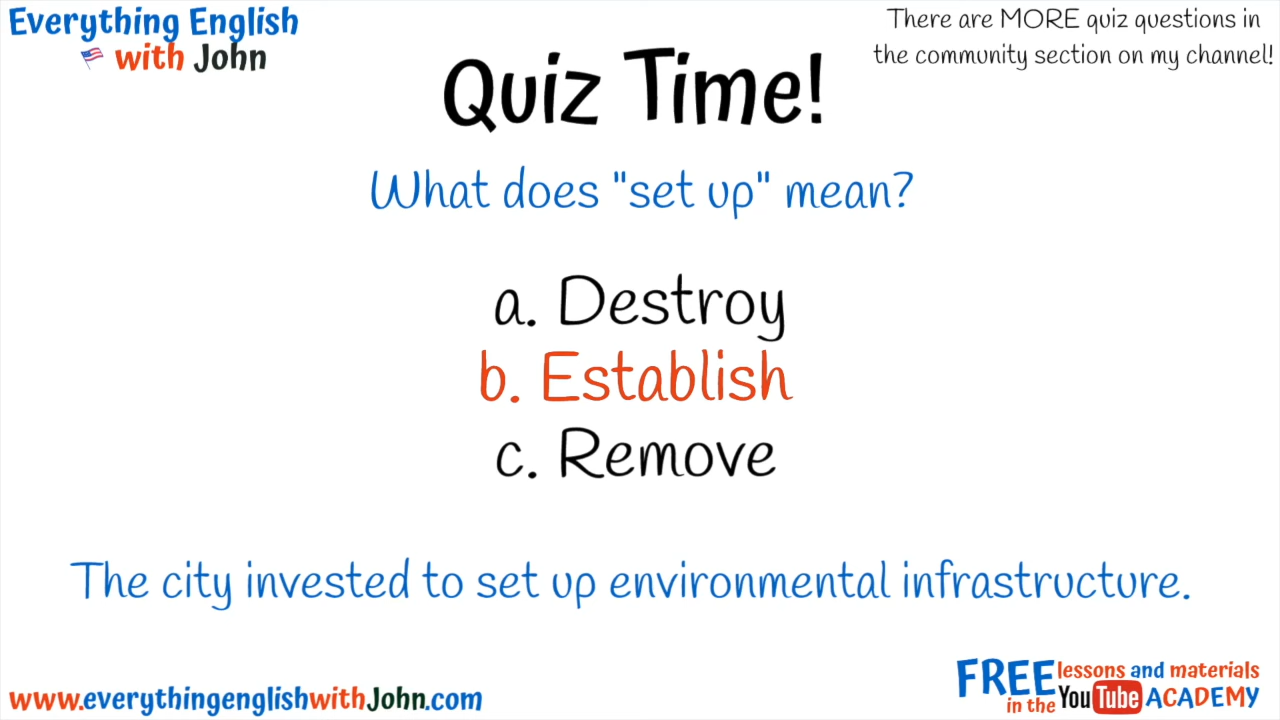 Everything English
with John
There are MORE quiz questions in
the community section on my channel!
Quiz Time!
What does "set up" mean?
a. Destroy
b. Establish
c. Remove
The city invested to set up environmental infrastructure.
www.everythingenglishwithJohn.com
FREE lessons and materials
in the YouTube ACADEMY